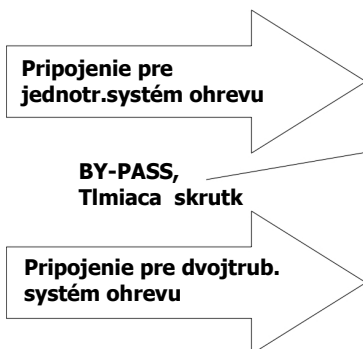 Pripojenie pre
jednotr.systém ohrevu
BY-PASS,
Tlmiaca skrutk
Pripojenie pre dvojtrub.
systém ohrevu